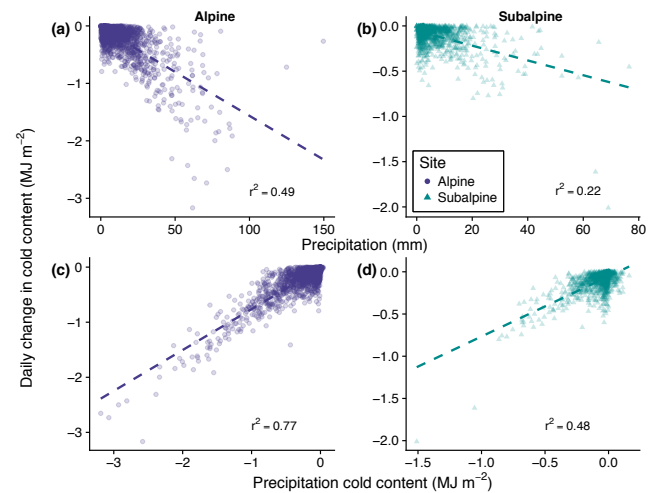 Alpine
Subalpine
(a)
0
−1
−2
−3
r² = 0.49
0
50
100
150
(b)
0.0
−0.5
−1.0
−1.5
−2.0
Site
Alpine
Subalpine
r² = 0.22
0
20
40
60
80
Precipitation (mm)
Daily change in cold content (MJ m⁻²)
(c)
0
−1
−2
−3
r² = 0.77
−3
−2
−1
0
(d)
0.0
−0.5
−1.0
−1.5
−2.0
r² = 0.48
−1.5
−1.0
−0.5
0.0
Precipitation cold content (MJ m⁻²)